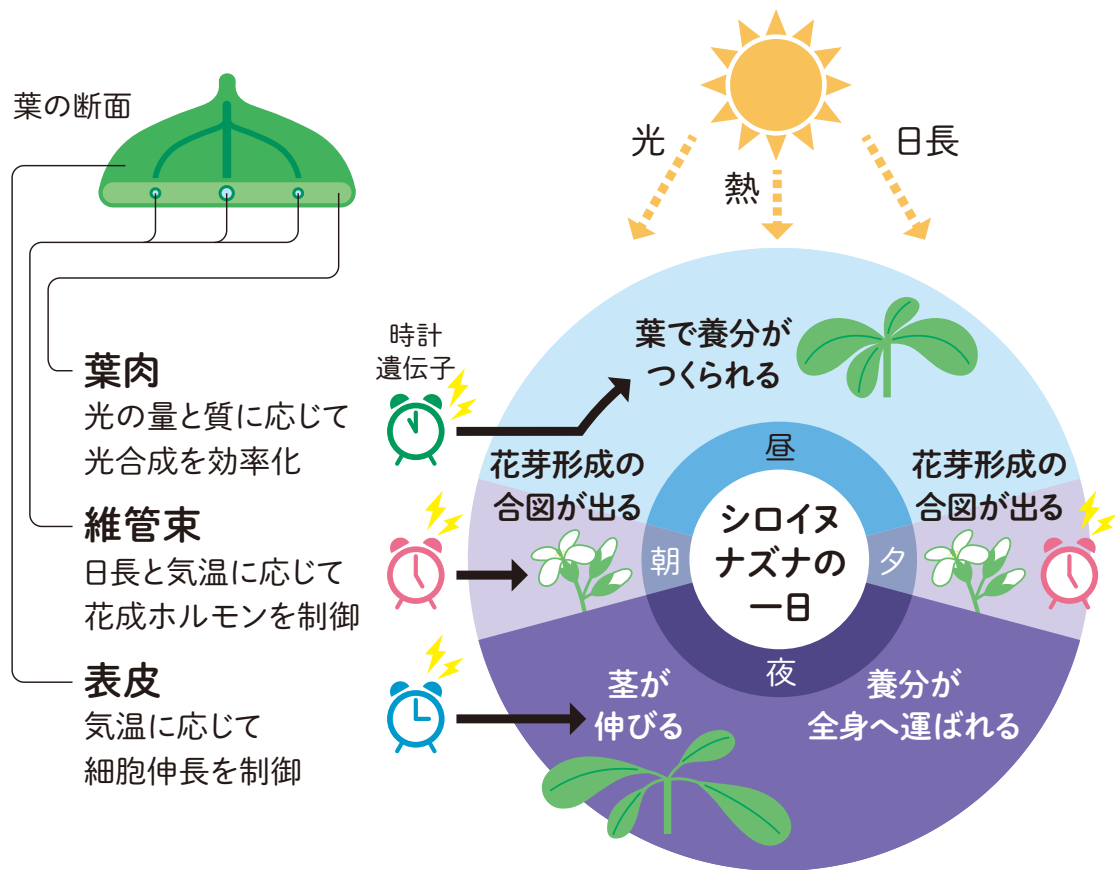 葉の断面
光
熱
日長
時計
遺伝子
葉肉
光の量と質に応じて
光合成を効率化
維管束
日長と気温に応じて
花成ホルモンを制御
表皮
気温に応じて
細胞伸長を制御
葉で養分が
つくられる
花芽形成の
合図が出る
花芽形成の
合図が出る
昼
朝
夕
夜
シロイヌ
ナズナの
一日
茎が
伸びる
養分が
全身へ運ばれる